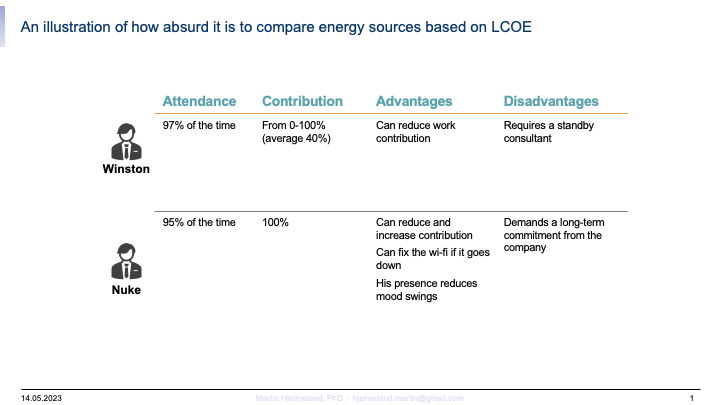 An illustration of how absurd it is to compare energy sources based on LCOE
Attendance Contribution Advantages Disadvantages
Winston
97% of the time
From 0-100%
(average 40%)
Can reduce work
contribution
Requires a standby
consultant
Nuke
95% of the time
100%
Can reduce and
increase contribution
Can fix the wi-fi if it goes
down
His presence reduces
mood swings
Demands a long-term
commitment from the
company
14.05.2023
Martin Hjelmeland, PhD. - hjelmeland.martin@gmail.com
1